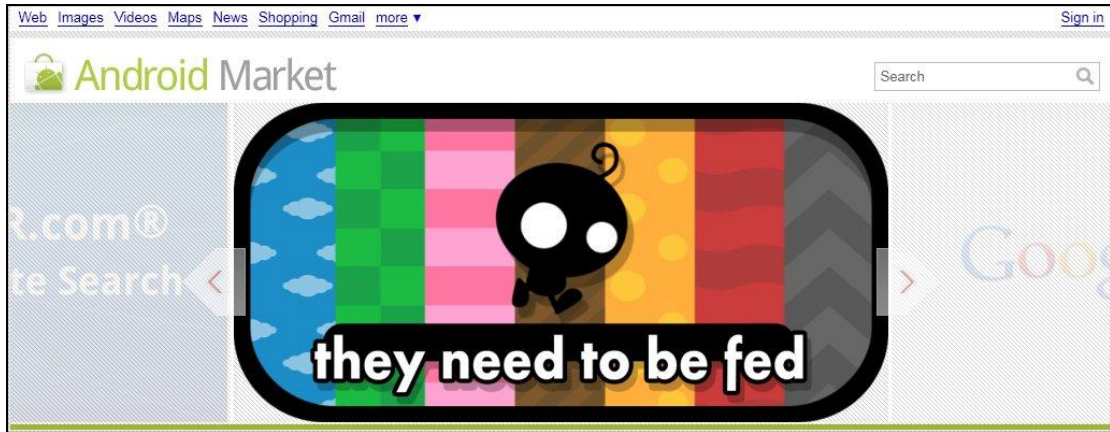 Web Images Videos Maps News Shopping Gmail more ▼ Sign in
Android Market
Search
R.com®
te Search
Goog
they need to be fed